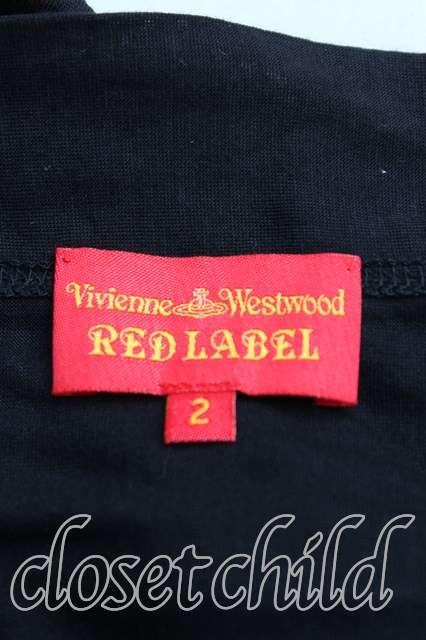 Vivienne Westwood
RED LABEL
2
closet child